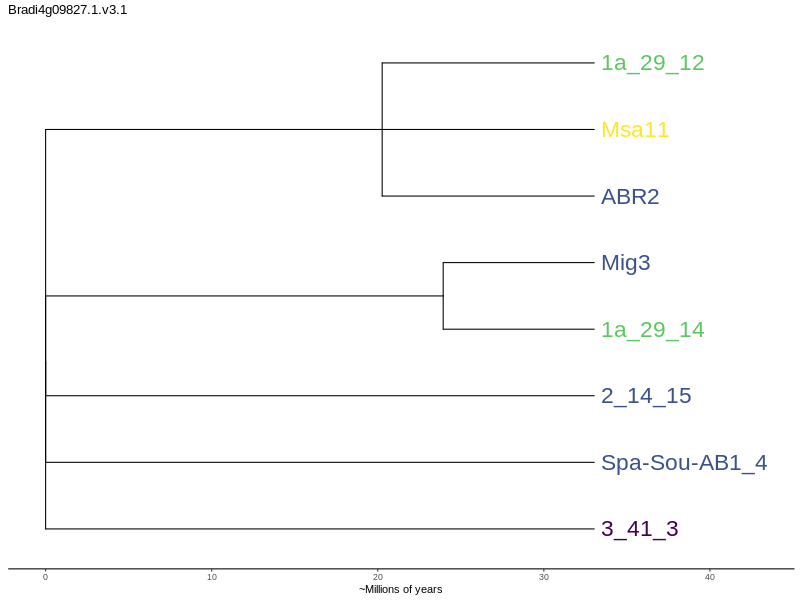 Bradi4g09827.1.v3.1
1a_29_12
Msa11
ABR2
Mig3
1a_29_14
2_14_15
Spa-Sou-AB1_4
3_41_3
0 10 20 30 40
~Millions of years